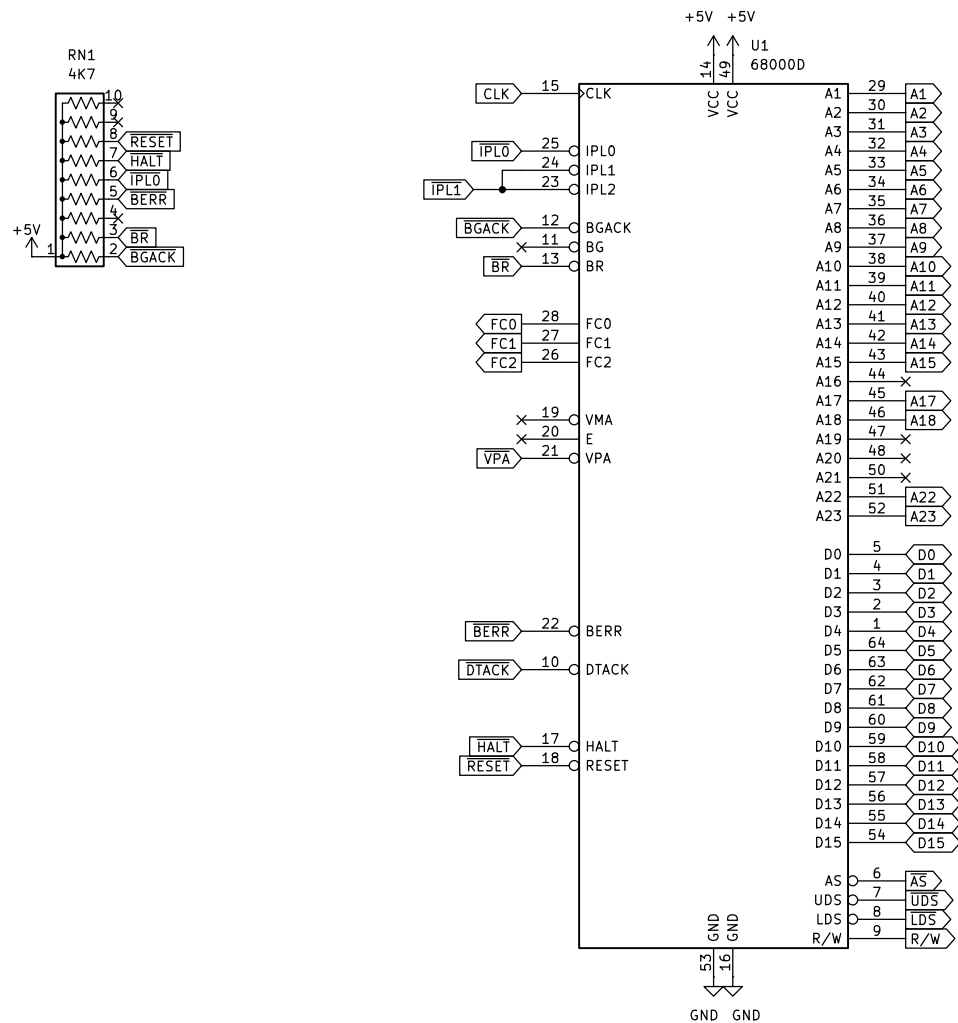 +5V +5V
U1
68000D
RN1
4K7
10
9
8 RESET
7 HALT
6 IPL0
5 BERR
4
3 BR
+5V
1 2 BGACK
14 49
VCC VCC
CLK 15 CLK
IPL0 25 IPL0
24 IPL1
IPL1 23 IPL2
BGACK 12 BGACK
11 BG
BR 13 BR
FC0 28 FC0
FC1 27 FC1
FC2 26 FC2
19 VMA
20 E
VPA 21 VPA
BERR 22 BERR
DTACK 10 DTACK
HALT 17 HALT
RESET 18 RESET
A1 29 A1
A2 30 A2
A3 31 A3
A4 32 A4
A5 33 A5
A6 34 A6
A7 35 A7
A8 36 A8
A9 37 A9
A10 38 A10
A11 39 A11
A12 40 A12
A13 41 A13
A14 42 A14
A15 43 A15
A16 44
A17 45 A17
A18 46 A18
A19 47
A20 48
A21 50
A22 51 A22
A23 52 A23
D0 5 D0
D1 4 D1
D2 3 D2
D3 2 D3
D4 1 D4
D5 64 D5
D6 63 D6
D7 62 D7
D8 61 D8
D9 60 D9
D10 59 D10
D11 58 D11
D12 57 D12
D13 56 D13
D14 55 D14
D15 54 D15
AS 6 AS
UDS 7 UDS
LDS 8 LDS
R/W 9 R/W
GND GND
53 16
GND GND